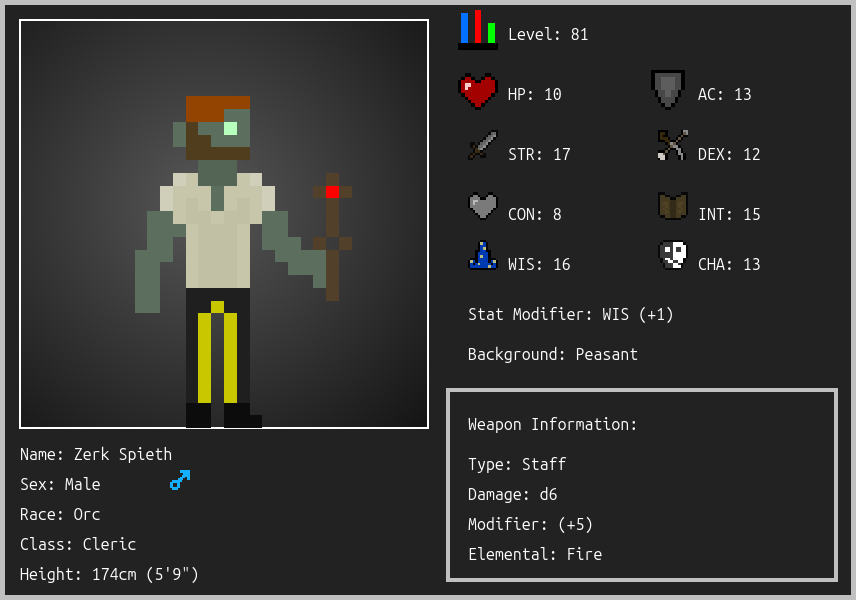 Level: 81
HP: 10
AC: 13
STR: 17
DEX: 12
CON: 8
INT: 15
WIS: 16
CHA: 13
Stat Modifier: WIS (+1)
Background: Peasant
Weapon Information:
Type: Staff
Damage: d6
Modifier: (+5)
Elemental: Fire
Name: Zerk Spieth
Sex: Male
Race: Orc
Class: Cleric
Height: 174cm (5'9")